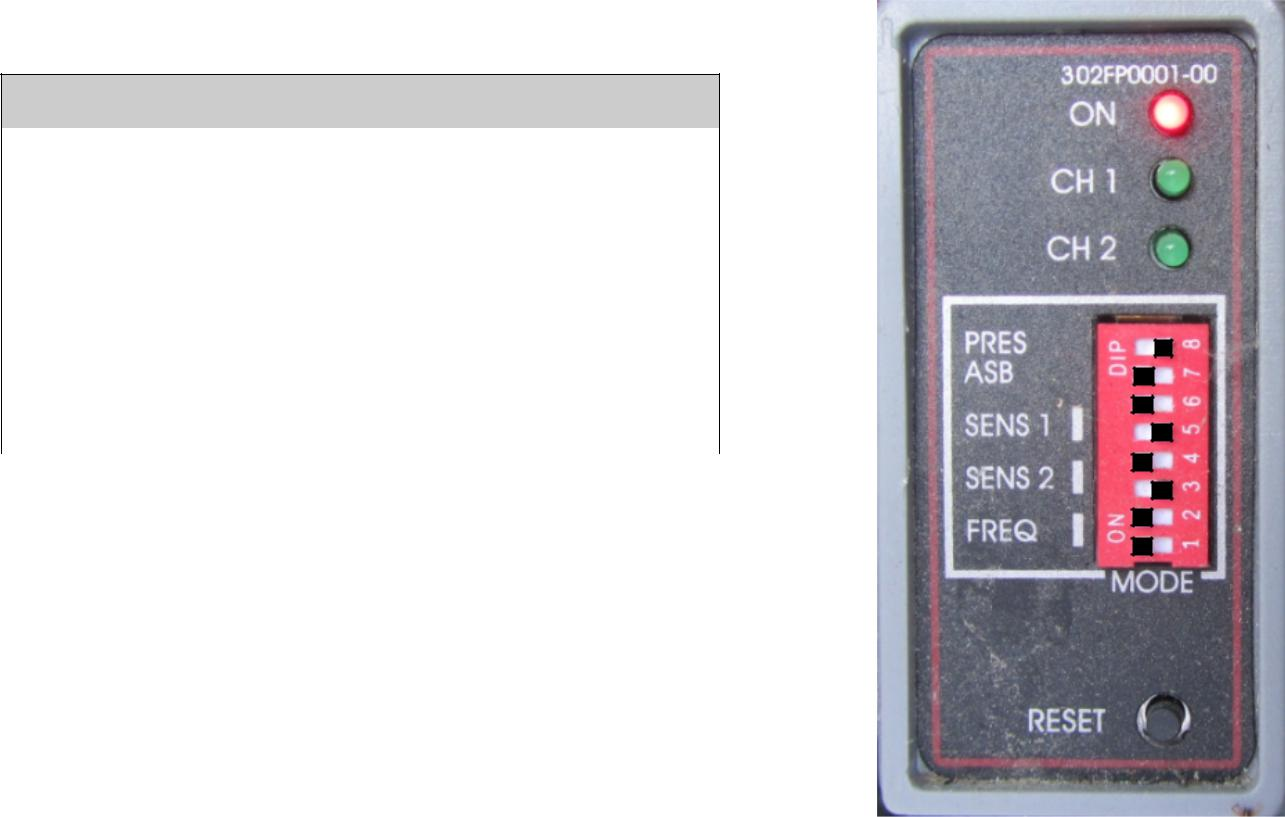 302FP0001-00
ON
CH 1
CH 2
PRES
ASB
SENS 1
SENS 2
FREQ
DIP
ON
8
7
6
5
4
3
2
1
MODE
RESET